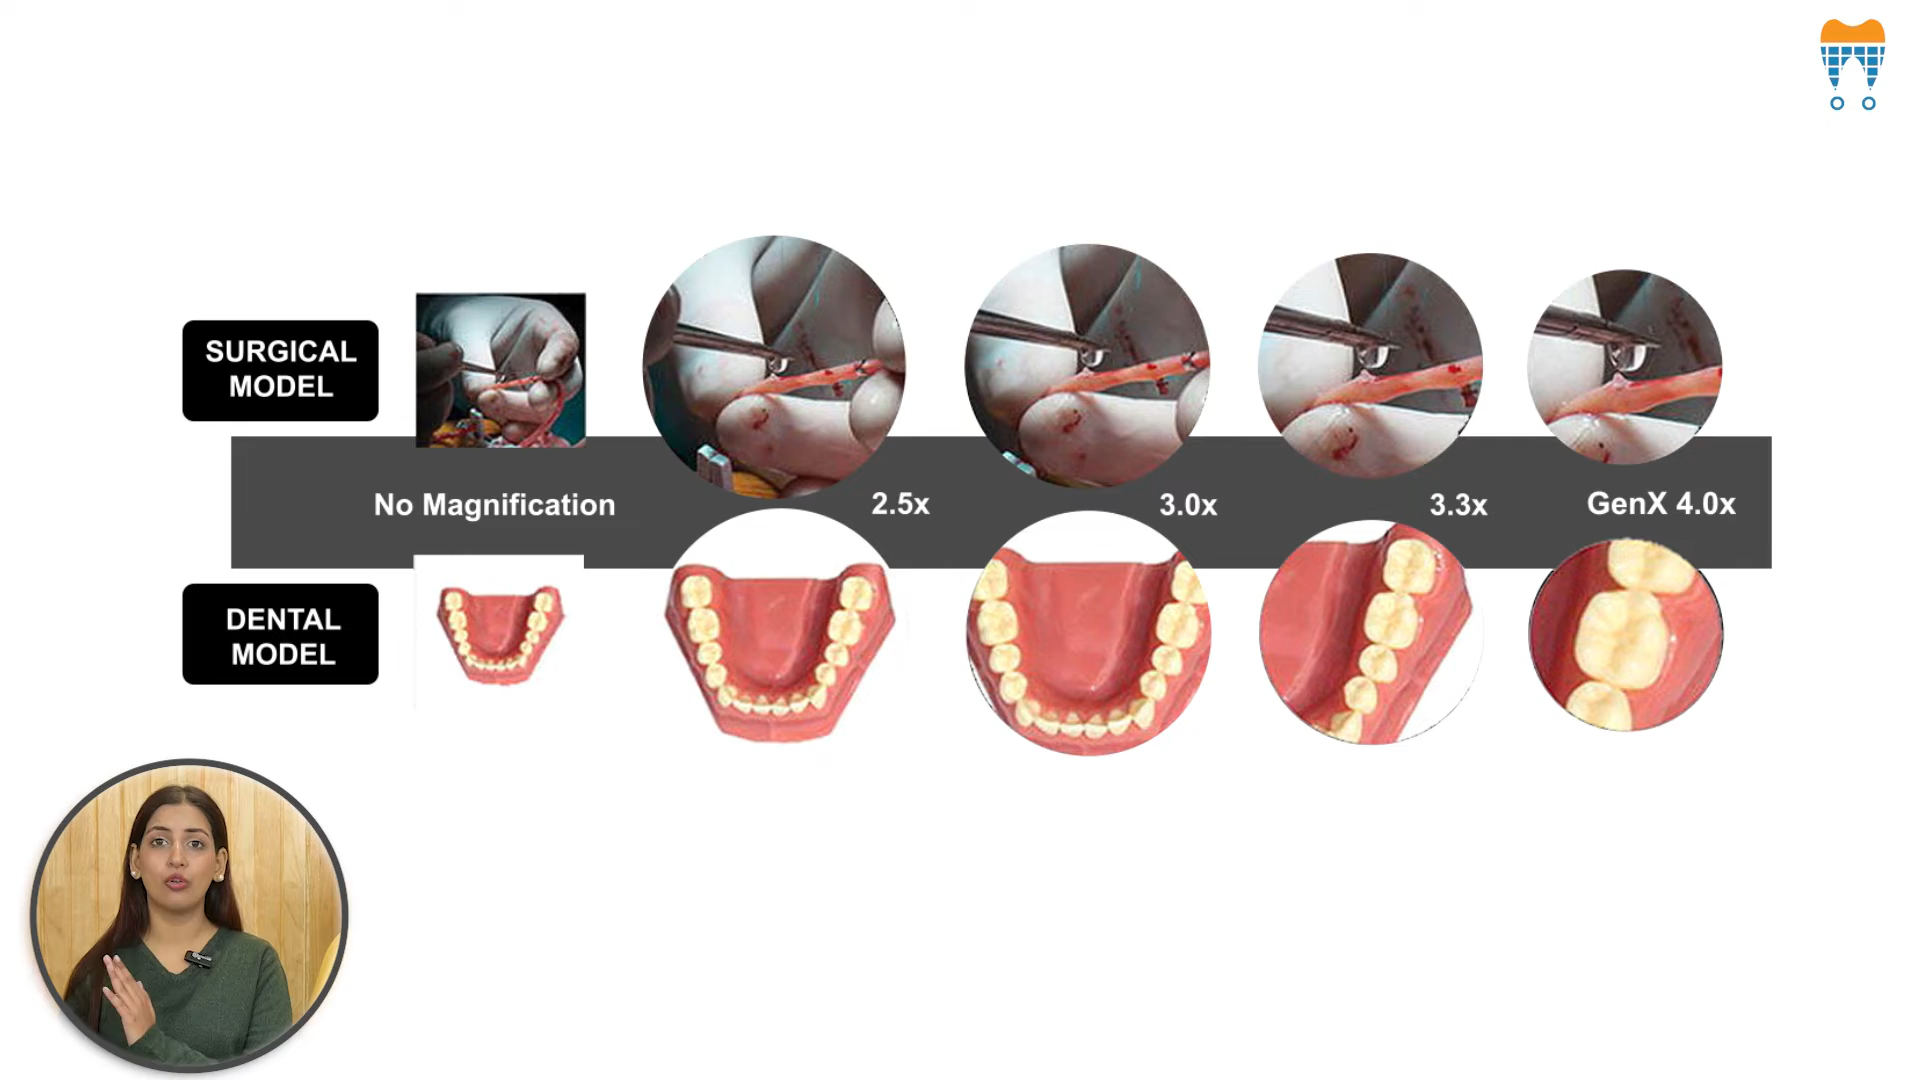 SURGICAL
MODEL
No Magnification
2.5x
3.0x
3.3x
GenX 4.0x
DENTAL
MODEL